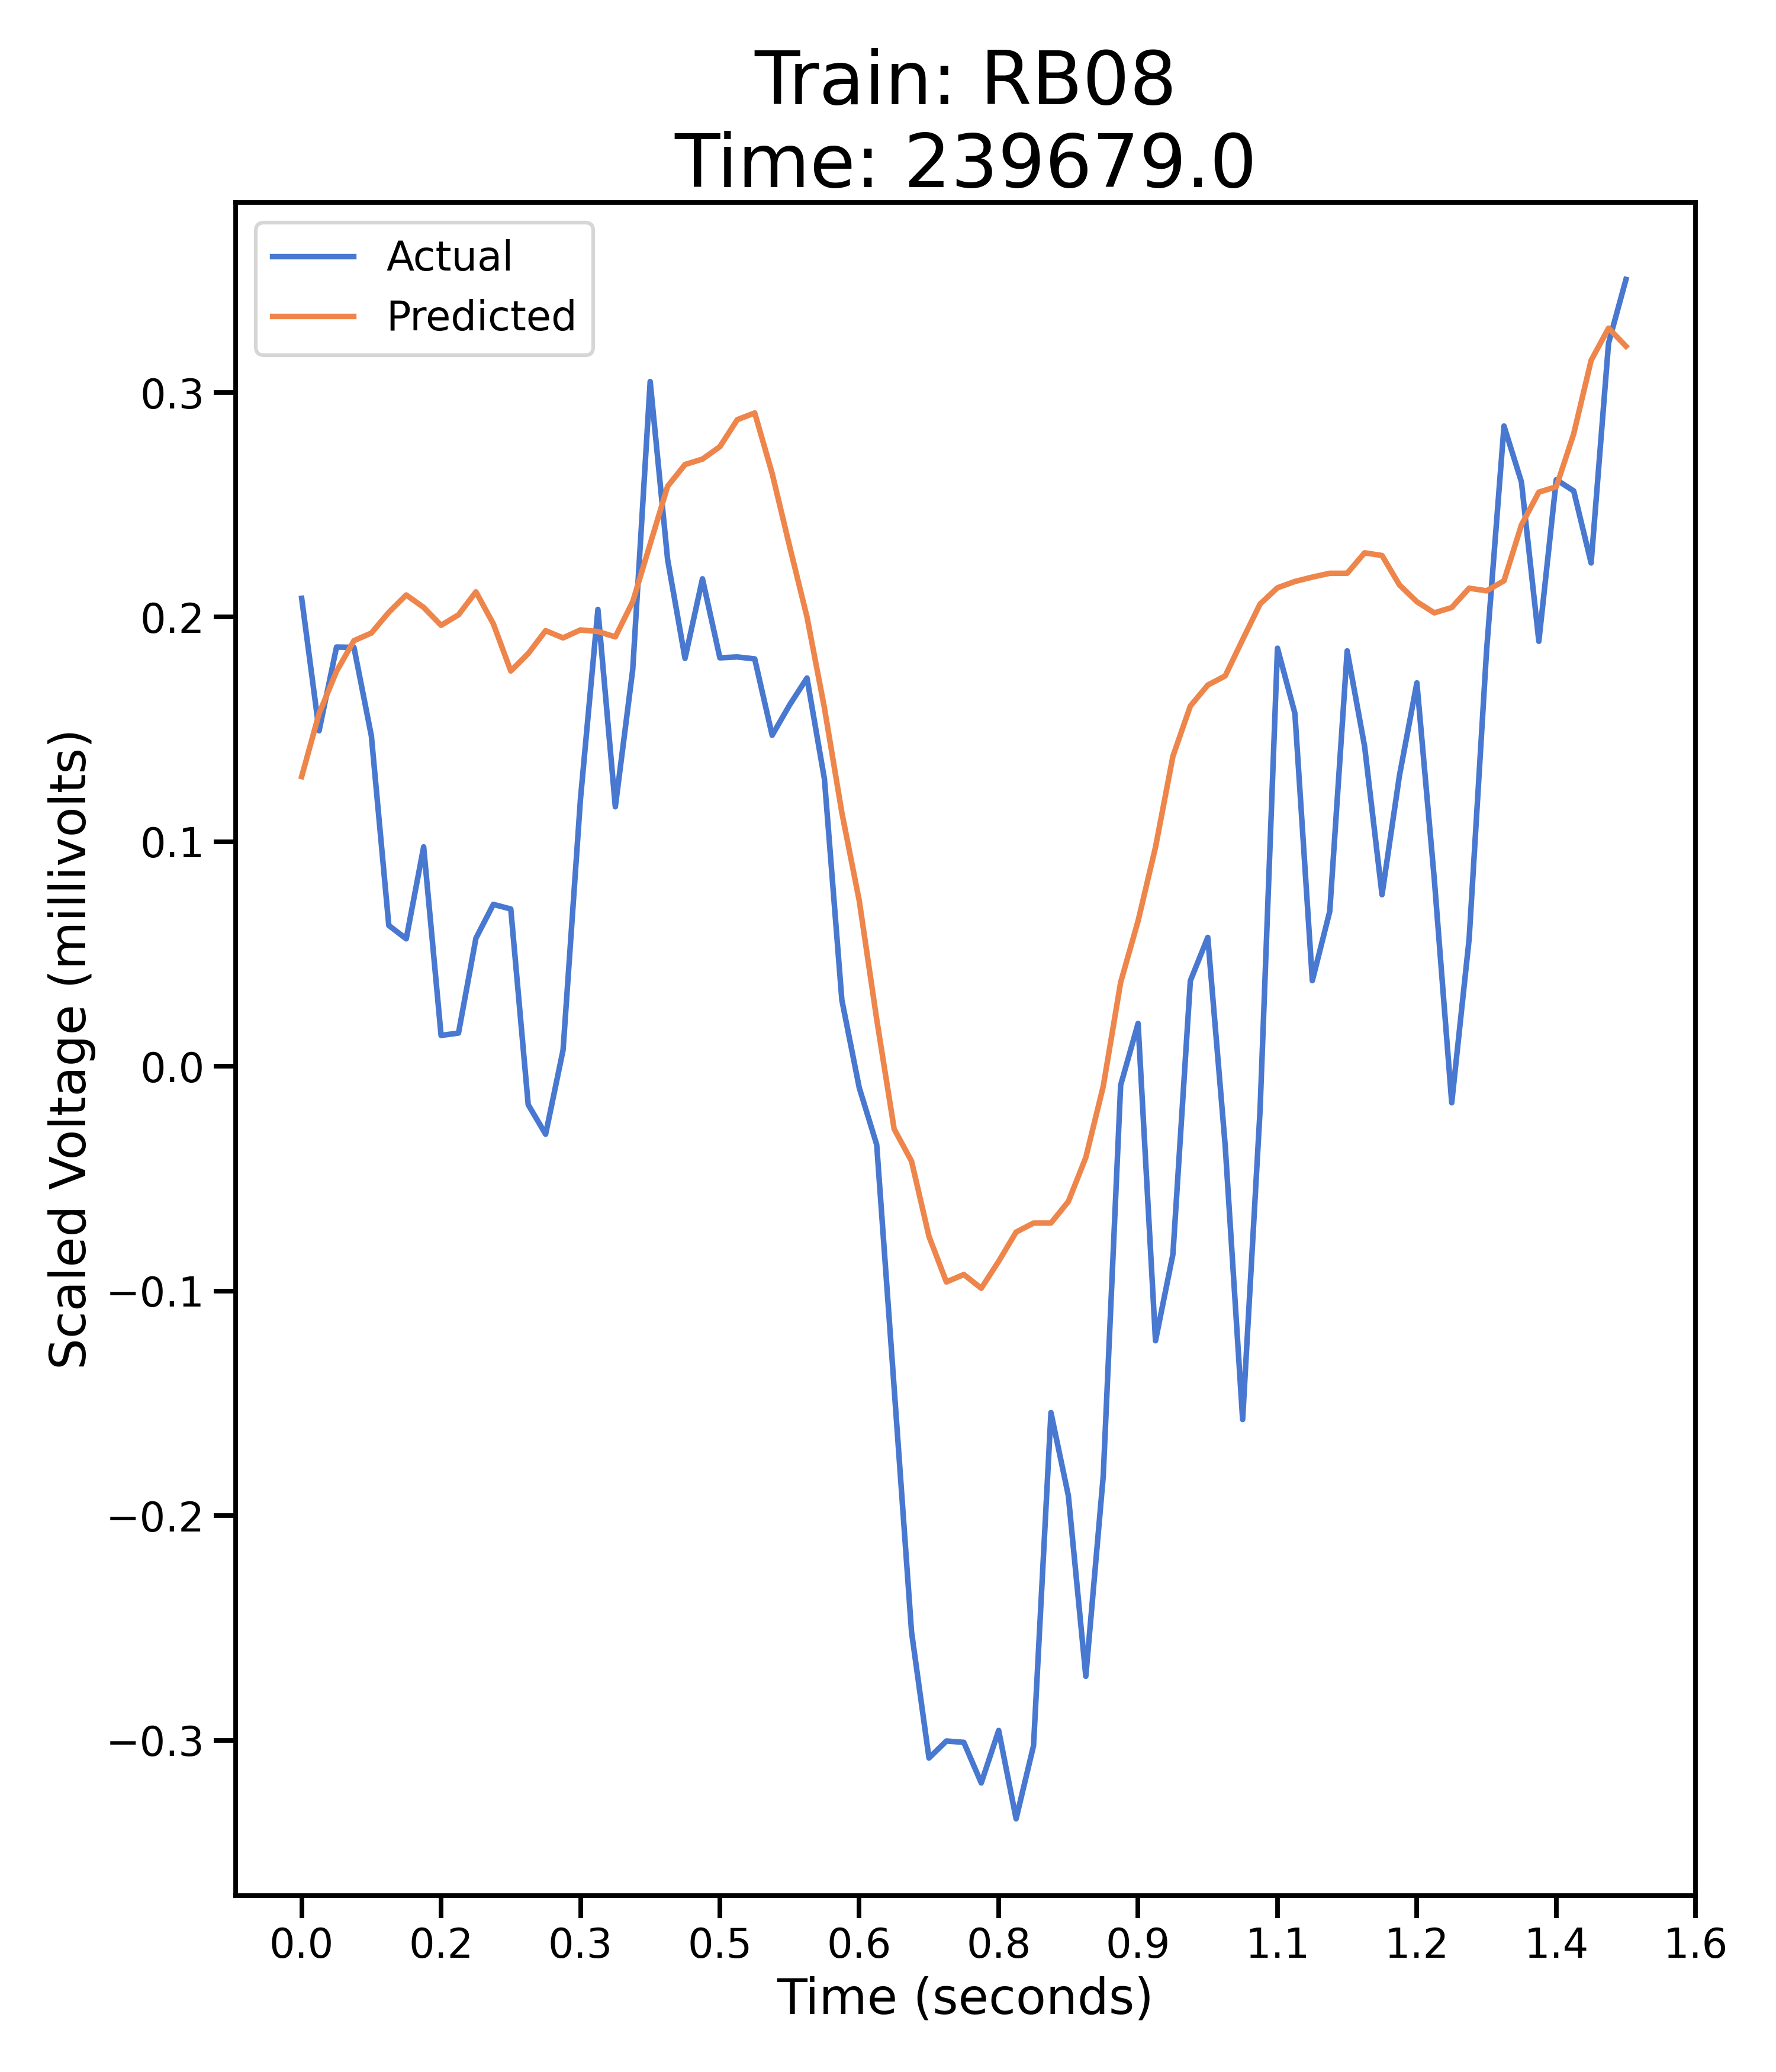 Train: RB08
Time: 239679.0
Actual
Predicted
0.3
0.2
0.1
0.0
−0.1
−0.2
−0.3
Scaled Voltage (millivolts)
0.0 0.2 0.3 0.5 0.6 0.8 0.9 1.1 1.2 1.4 1.6
Time (seconds)